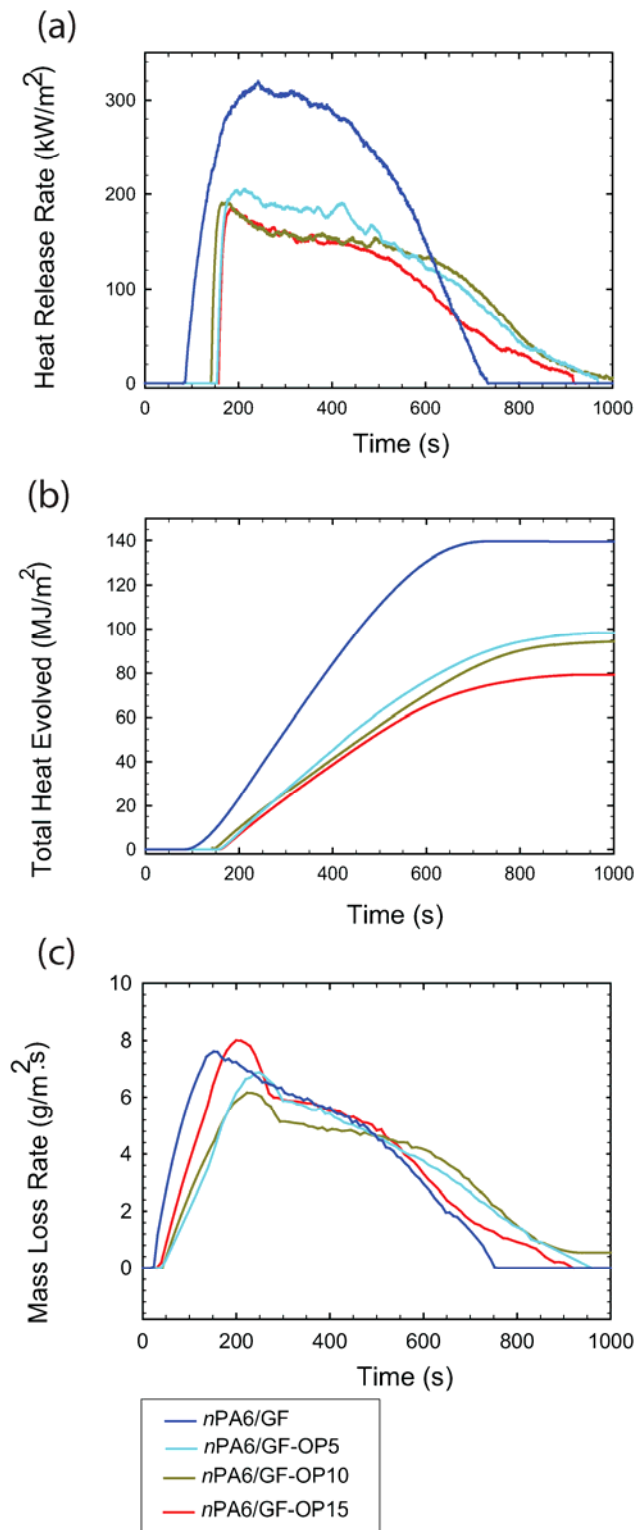 (a)
Heat Release Rate (kW/m²)
300
200
100
0
0 200 400 600 800 1000
Time (s)
(b)
Total Heat Evolved (MJ/m²)
140
120
100
80
60
40
20
0
0 200 400 600 800 1000
Time (s)
(c)
Mass Loss Rate (g/m².s)
10
8
6
4
2
0
0 200 400 600 800 1000
Time (s)
nPA6/GF
nPA6/GF-OP5
nPA6/GF-OP10
nPA6/GF-OP15